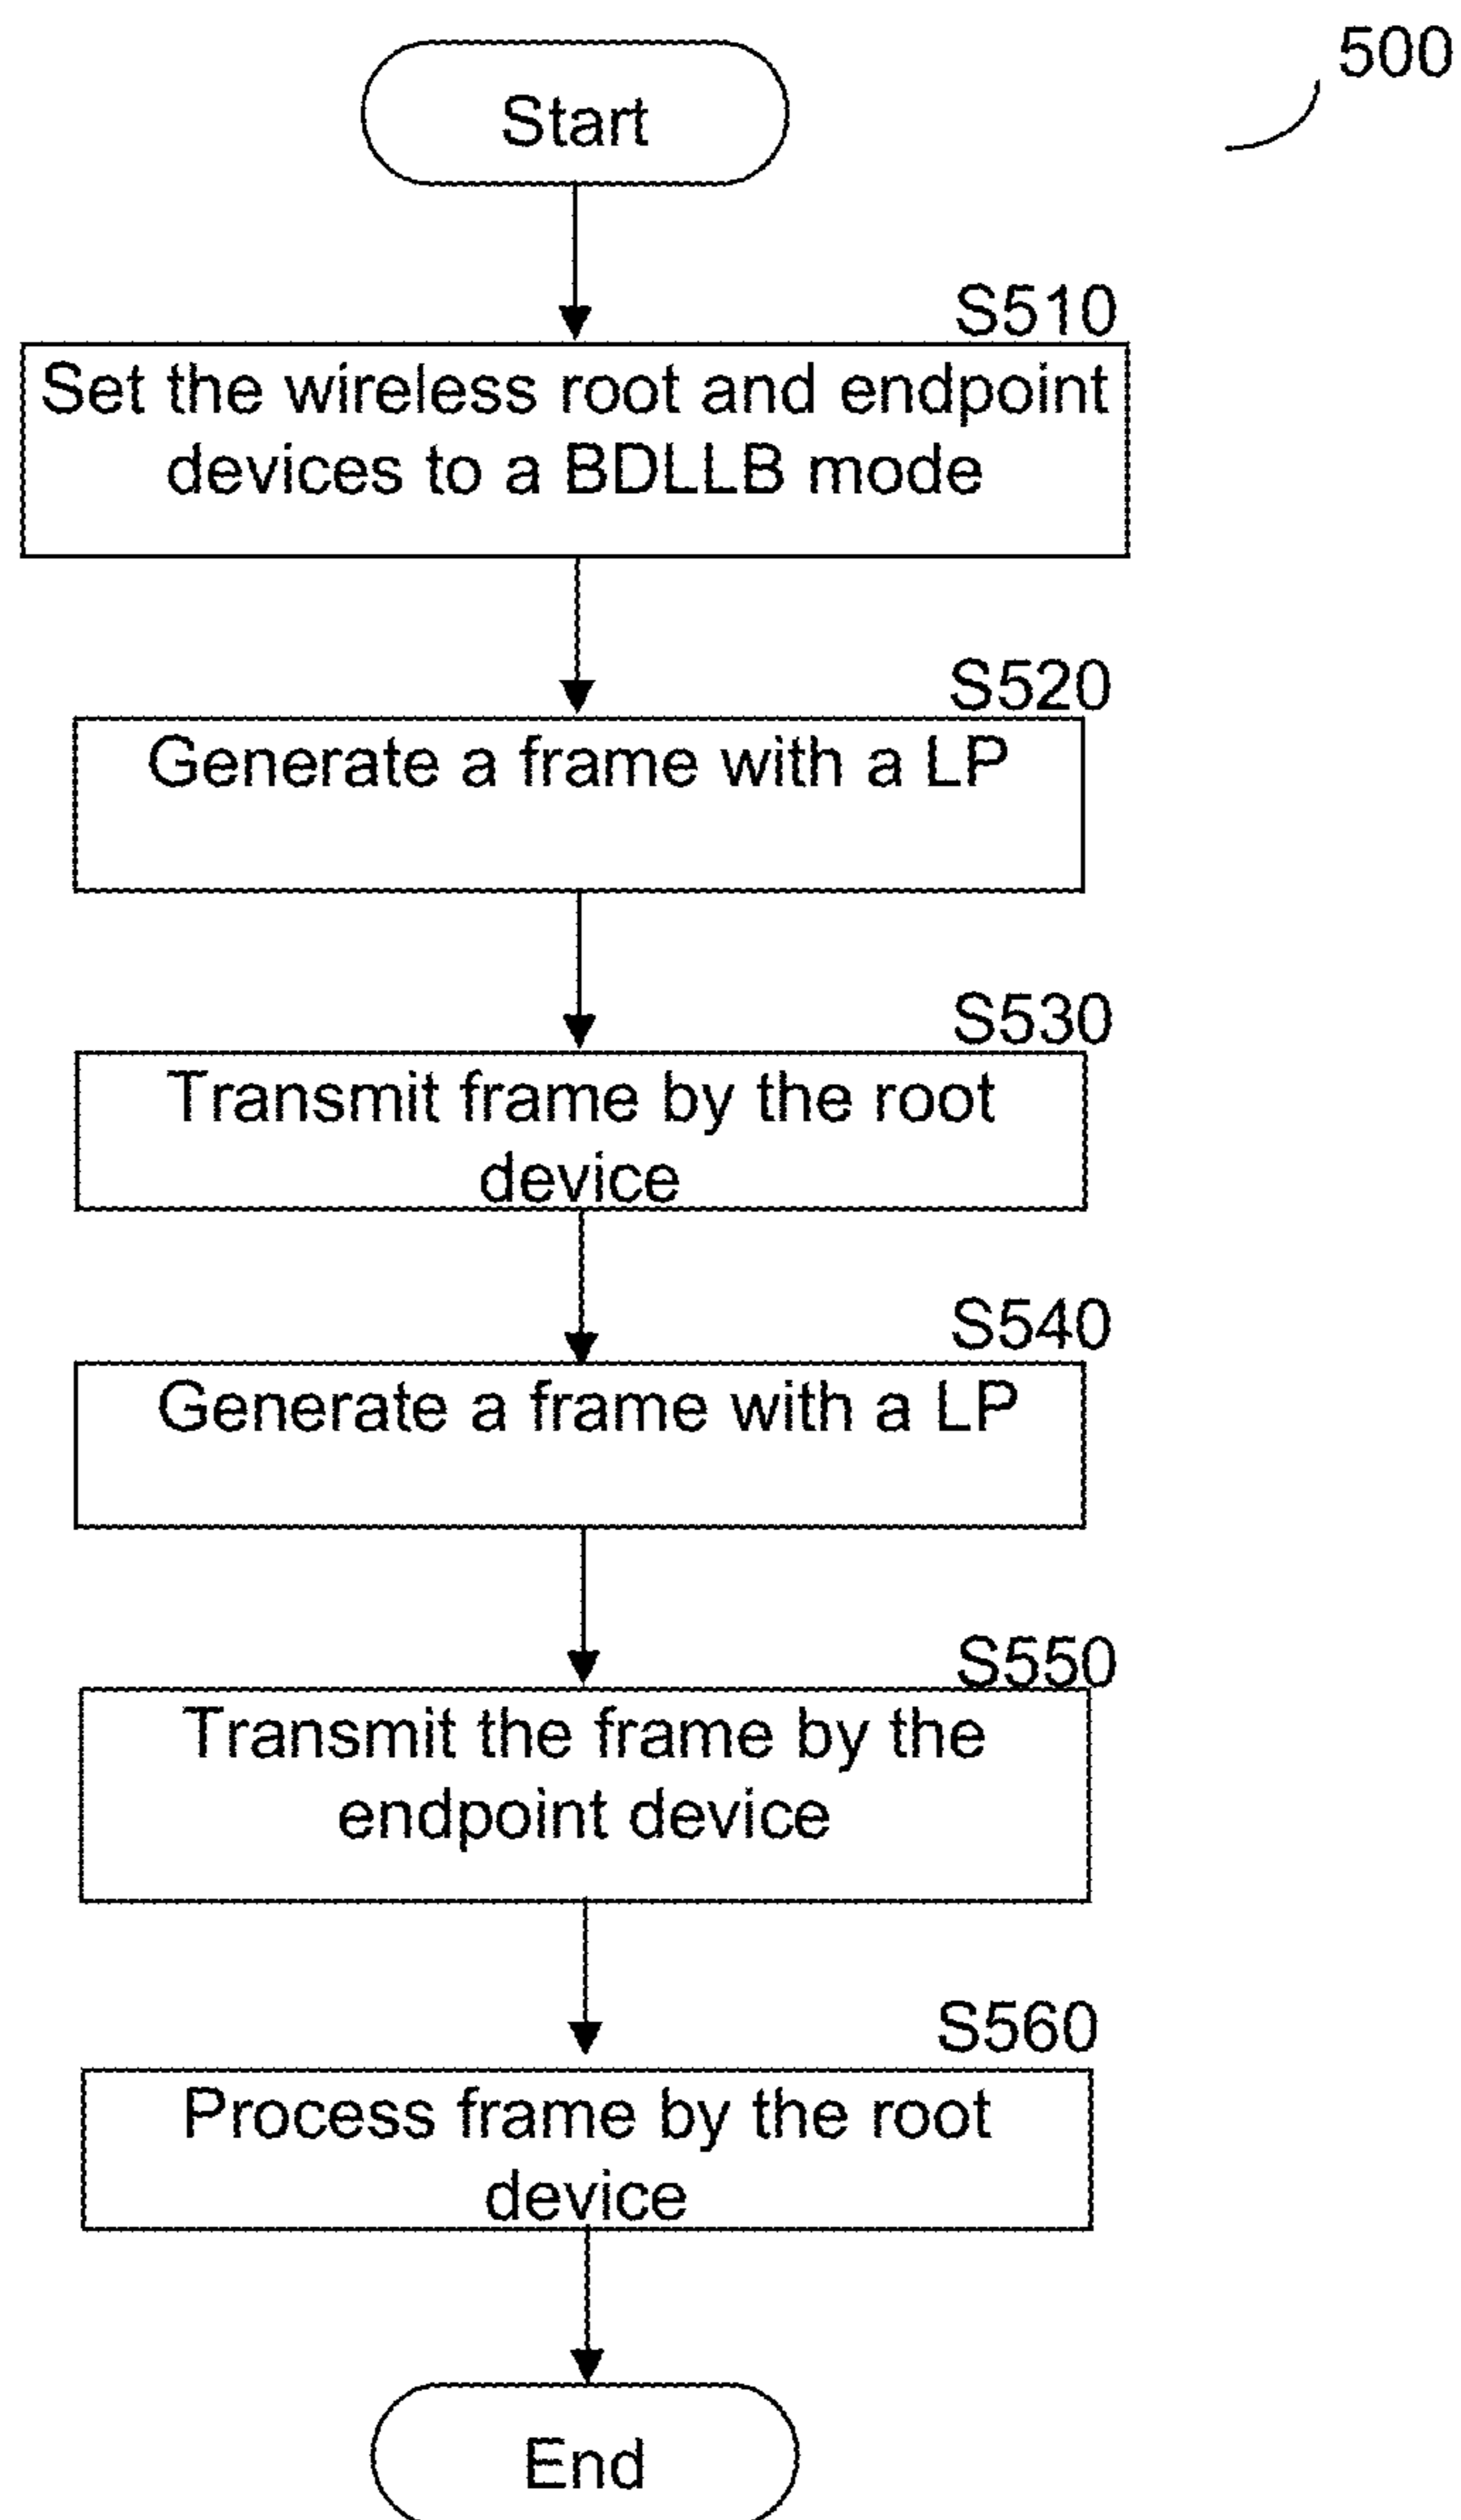 500
Start
S510
Set the wireless root and endpoint
devices to a BDLLB mode
S520
Generate a frame with a LP
S530
Transmit frame by the root
device
S540
Generate a frame with a LP
S550
Transmit the frame by the
endpoint device
S560
Process frame by the root
device
End